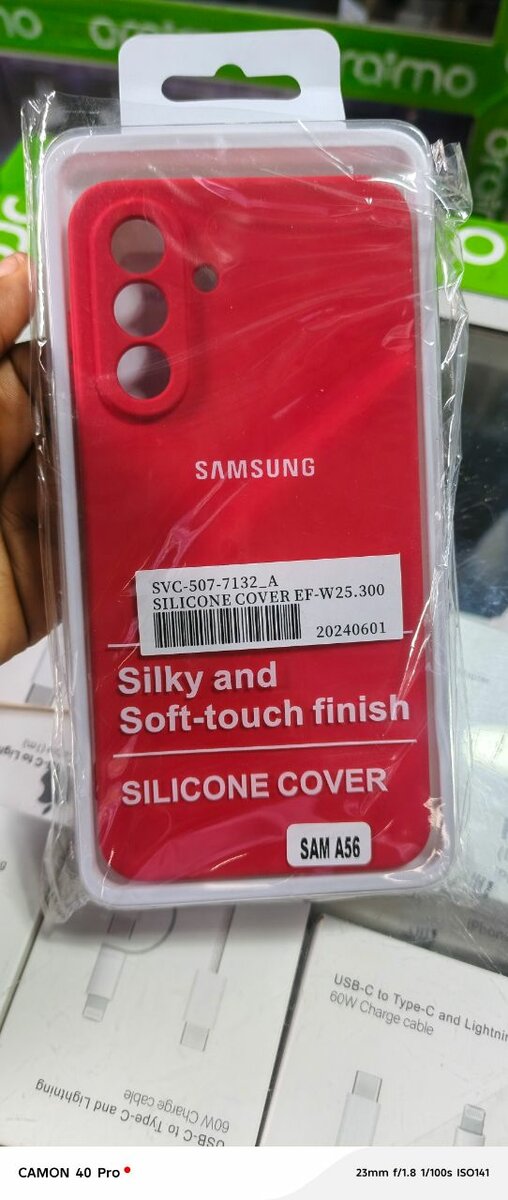 oraimo
oraimo
SAMSUNG
SVC-507-7132_A
SILICONE COVER EF-W25.300
20240601
Silky and
Soft-touch finish
SILICONE COVER
SAM A56
USB-C to Type-C and Lightning
60W Charge cable
USB-C to Type-C and Lightnin
60W Charge cable
CAMON 40 Pro
23mm f/1.8 1/100s ISO141